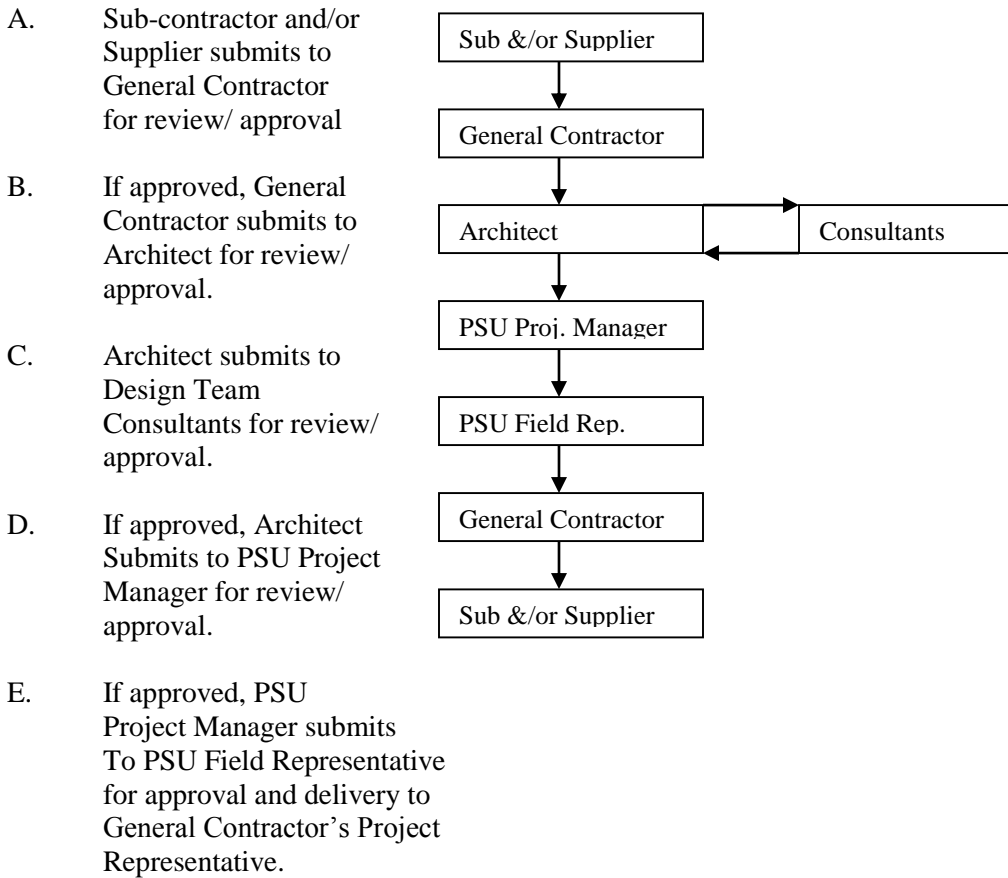 A. Sub-contractor and/or
Supplier submits to
General Contractor
for review/ approval
B. If approved, General
Contractor submits to
Architect for review/
approval.
C. Architect submits to
Design Team
Consultants for review/
approval.
D. If approved, Architect
Submits to PSU Project
Manager for review/
approval.
E. If approved, PSU
Project Manager submits
To PSU Field Representative
for approval and delivery to
General Contractor’s Project
Representative.
Sub &/or Supplier
General Contractor
Architect
Consultants
PSU Proj. Manager
PSU Field Rep.
General Contractor
Sub &/or Supplier